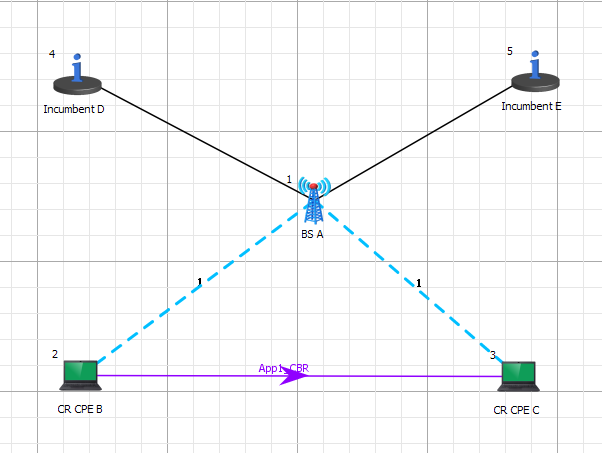 4
5
Incumbent D
Incumbent E
1
BS A
1
1
2
App1_CBR
3
CR CPE B
CR CPE C